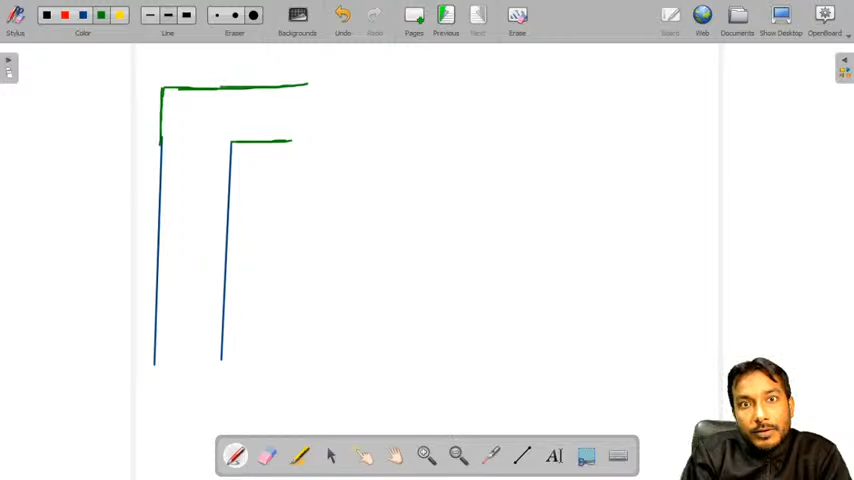 Stylus
Color
Line
Eraser
Backgrounds
Undo
Redo
Pages
Previous
Next
Erase
Board
Web
Documents
Show Desktop
OpenBoard
A